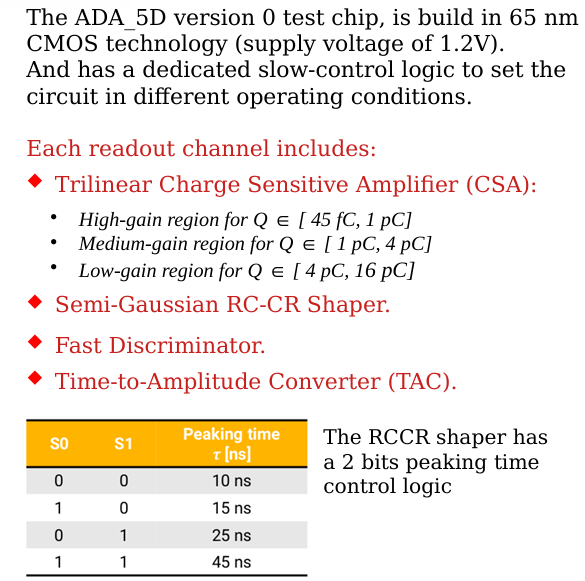 The ADA_5D version 0 test chip, is build in 65 nm
CMOS technology (supply voltage of 1.2V).
And has a dedicated slow-control logic to set the
circuit in different operating conditions.
Each readout channel includes:
◆ Trilinear Charge Sensitive Amplifier (CSA):
• High-gain region for Q ∈ [ 45 fC, 1 pC]
• Medium-gain region for Q ∈ [ 1 pC, 4 pC]
• Low-gain region for Q ∈ [ 4 pC, 16 pC]
◆ Semi-Gaussian RC-CR Shaper.
◆ Fast Discriminator.
◆ Time-to-Amplitude Converter (TAC).
S0 S1 Peaking time
τ [ns]
0 0 10 ns
1 0 15 ns
0 1 25 ns
1 1 45 ns
The RCCR shaper has
a 2 bits peaking time
control logic